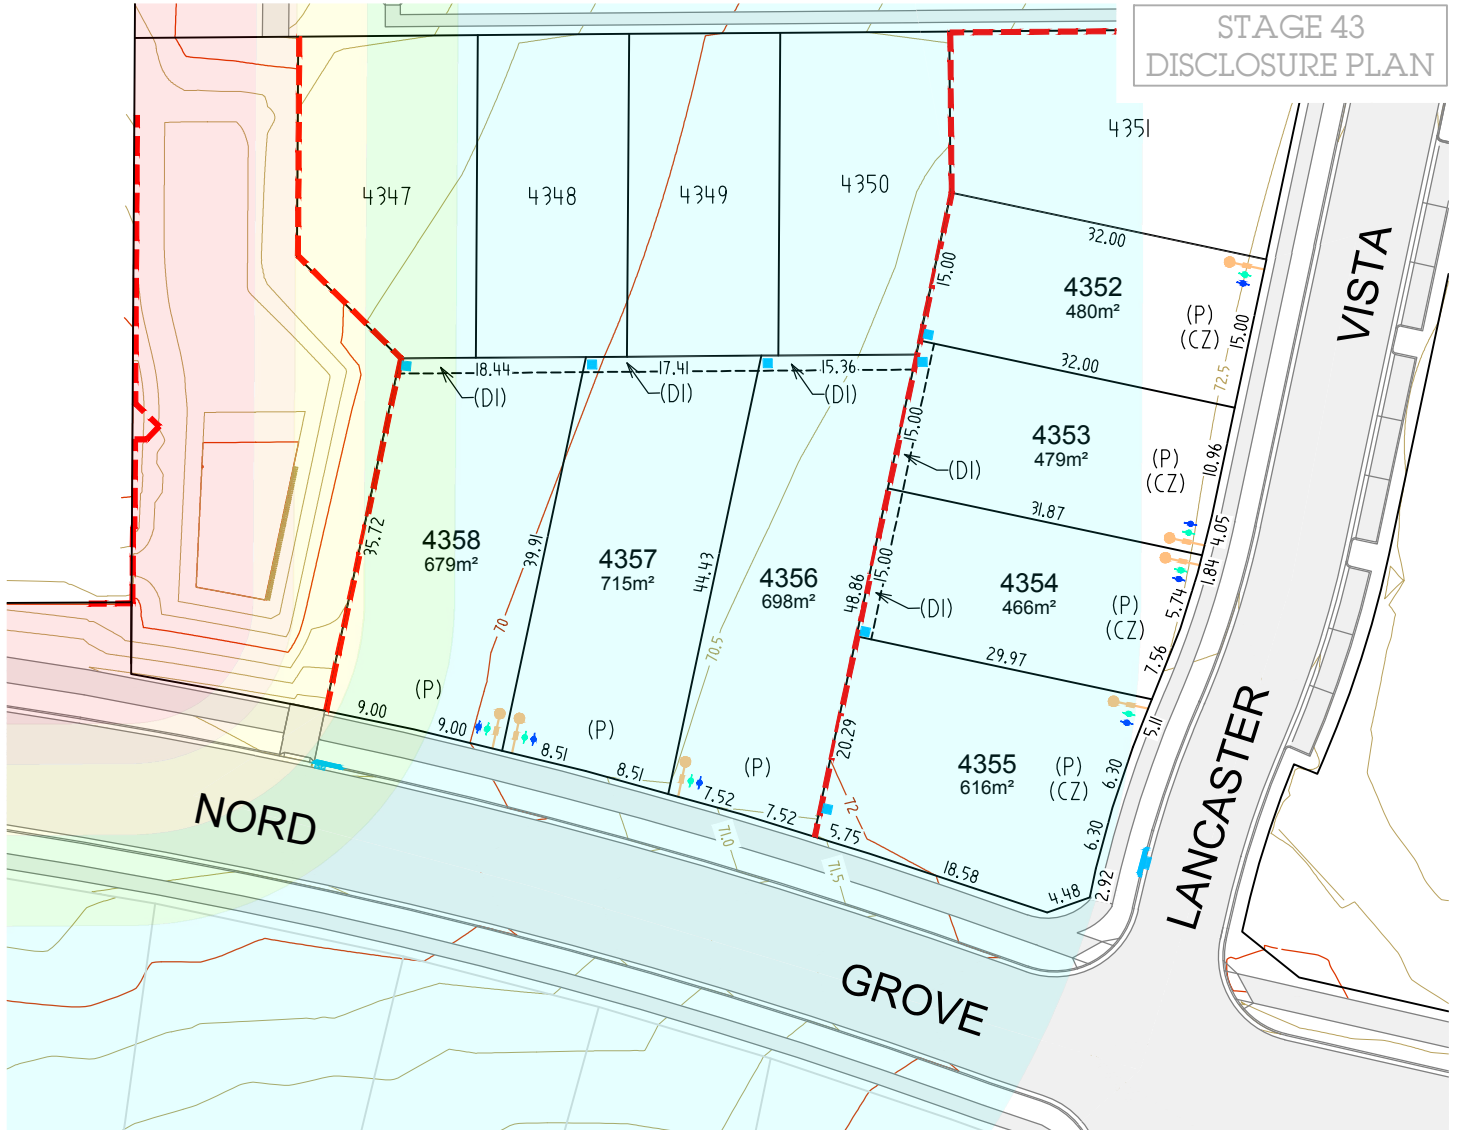 STAGE 43
DISCLOSURE PLAN
4351
4347
4348
4349
4350
32.00
15.00
4352
480m²
(P)
(CZ)
15.00
VISTA
32.00
72.5
18.44
17.41
15.36
(DI)
(DI)
(DI)
15.00
4353
479m²
(P)
(CZ)
10.96
(DI)
31.87
4.05
35.72
4358
679m²
39.91
4357
715m²
44.43
4356
698m²
48.86
15.00
4354
466m²
(P)
(CZ)
1.84
5.74
(DI)
70
70.5
29.97
7.56
(P)
9.00
9.00
(P)
8.51
8.51
(P)
7.52
7.52
20.29
4355
616m²
(P)
(CZ)
5.11
6.30
6.30
LANCASTER
72
5.75
18.58
4.48
2.92
71.0
71.5
NORD
GROVE